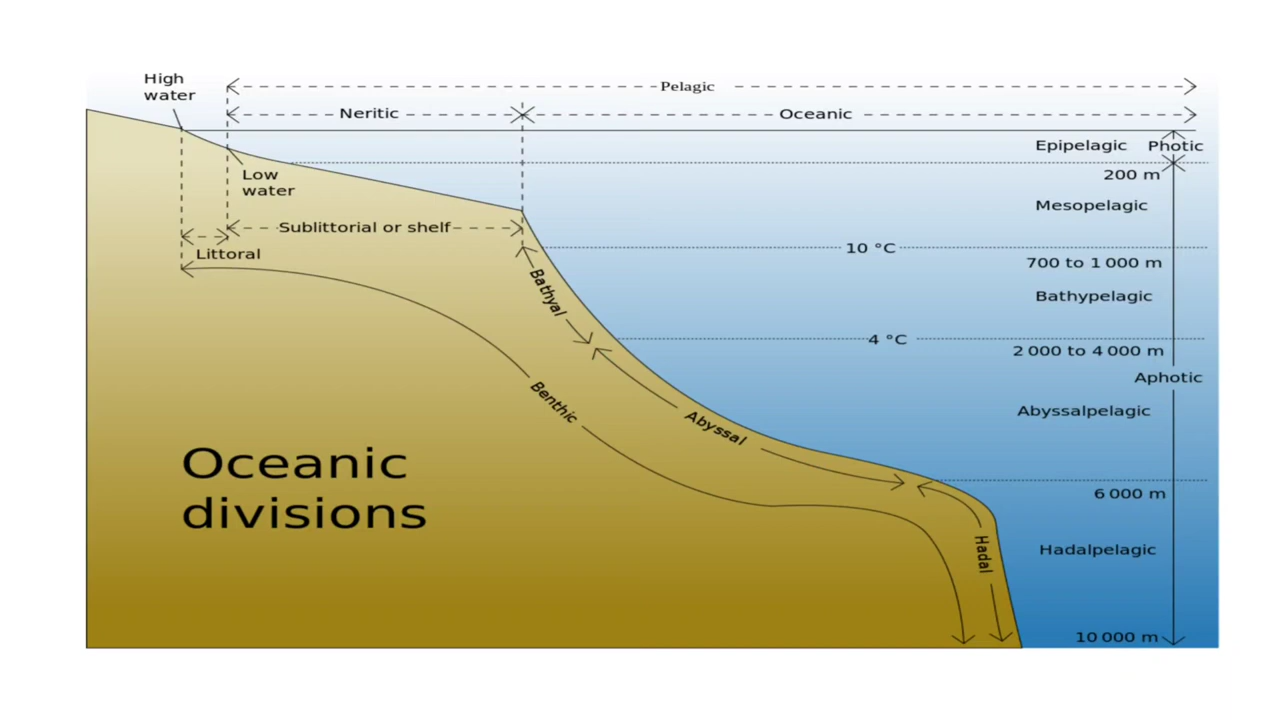 High
water
Pelagic
Neritic
Oceanic
Epipelagic
Photic
Low
water
200 m
Mesopelagic
Sublittorial or shelf
Littoral
10 °C
700 to 1 000 m
Bathyal
Bathypelagic
4 °C
2 000 to 4 000 m
Aphotic
Benthic
Abyssal
Abyssalpelagic
Oceanic
divisions
6 000 m
Hadal
Hadalpelagic
10 000 m